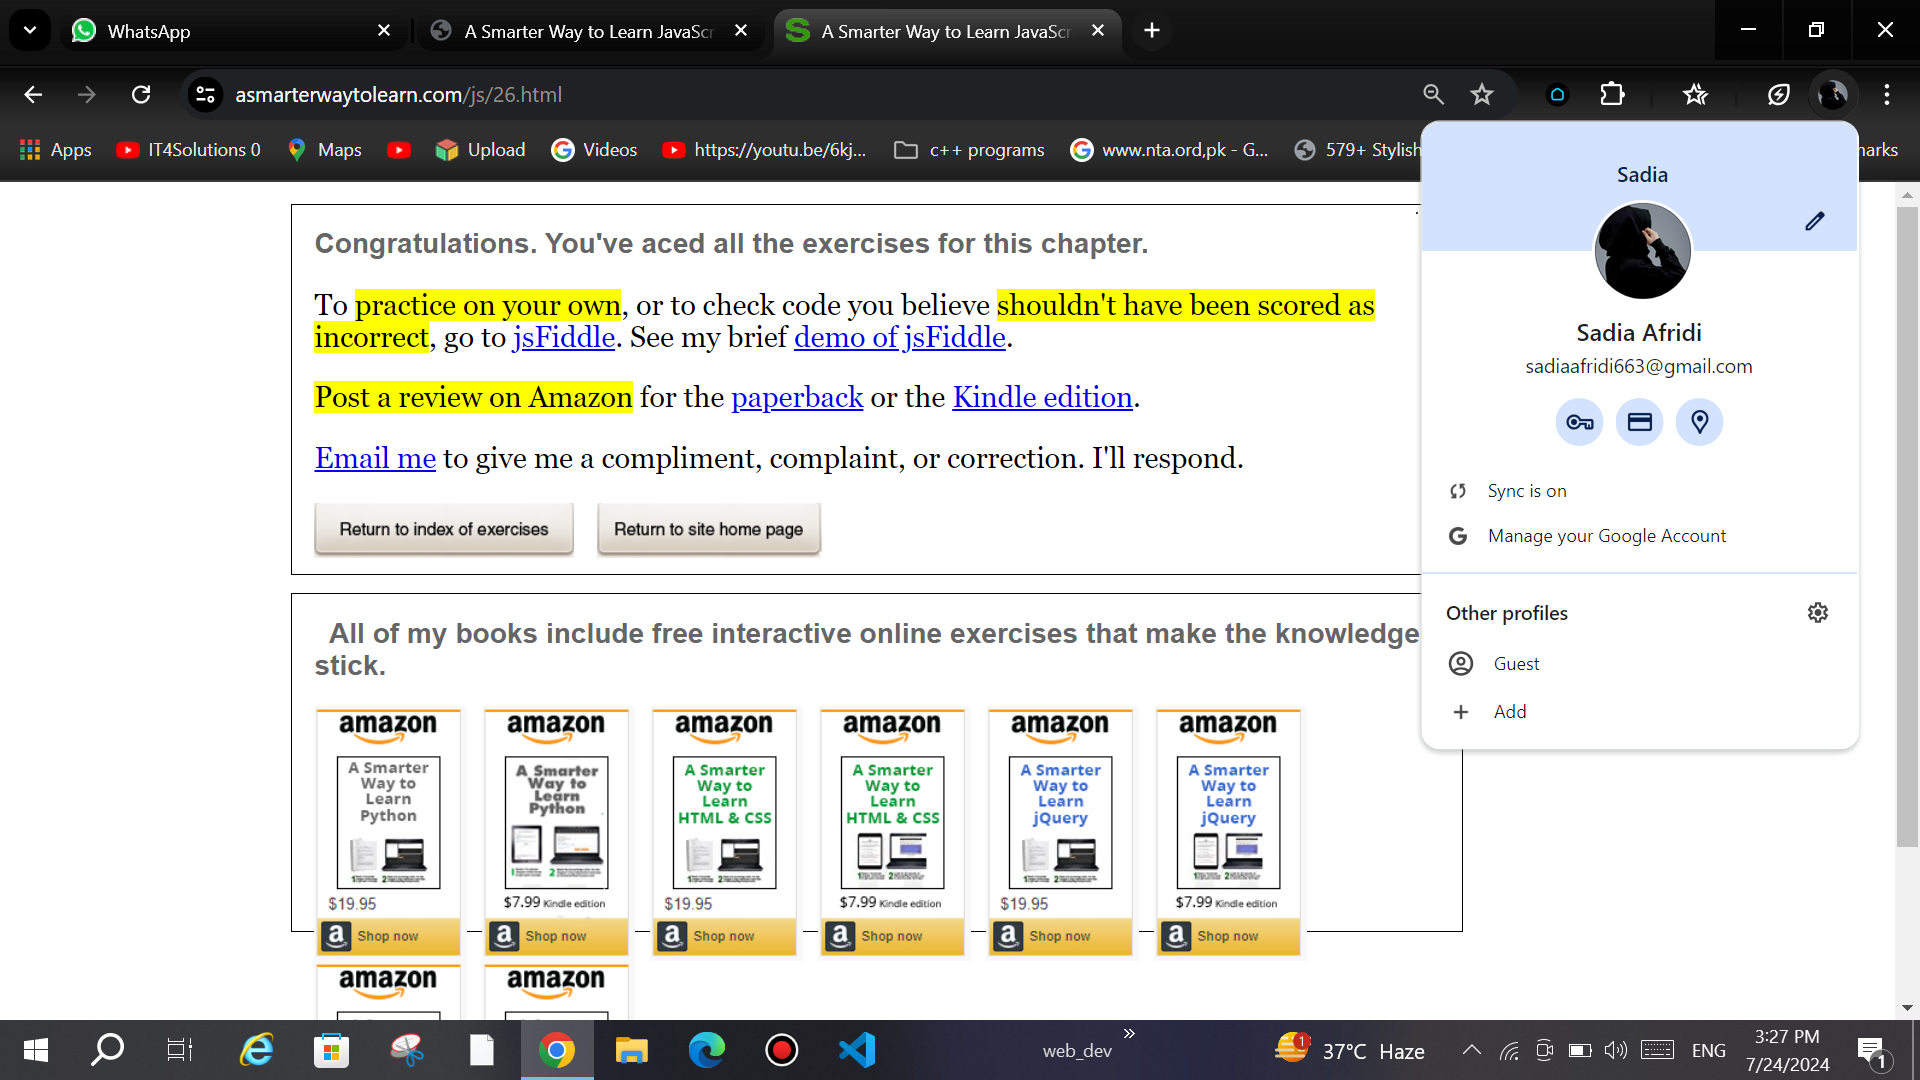 WhatsApp
A Smarter Way to Learn JavaScr
A Smarter Way to Learn JavaScr
asmarterwaytolearn.com/js/26.html
Apps
IT4Solutions 0
Maps
Upload
Videos
https://youtu.be/6kj...
c++ programs
www.nta.ord,pk - G...
579+ Stylish
narks
Congratulations. You've aced all the exercises for this chapter.
To practice on your own, or to check code you believe shouldn't have been scored as
incorrect, go to jsFiddle. See my brief demo of jsFiddle.
Post a review on Amazon for the paperback or the Kindle edition.
Email me to give me a compliment, complaint, or correction. I'll respond.
Return to index of exercises
Return to site home page
Sadia
Sadia Afridi
sadiaafridi663@gmail.com
Sync is on
Manage your Google Account
Other profiles
Guest
Add
All of my books include free interactive online exercises that make the knowledge
stick.
amazon
A Smarter
Way to
Learn
Python
$19.95
a Shop now
amazon
A Smarter
Way to
Learn
Python
$7.99 Kindle edition
a Shop now
amazon
A Smarter
Way to
Learn
HTML & CSS
$19.95
a Shop now
amazon
A Smarter
Way to
Learn
HTML & CSS
$7.99 Kindle edition
a Shop now
amazon
A Smarter
Way to
Learn
jQuery
$19.95
a Shop now
amazon
A Smarter
Way to
Learn
jQuery
$7.99 Kindle edition
a Shop now
amazon
amazon
web_dev
1
37°C Haze
ENG
3:27 PM
7/24/2024
1